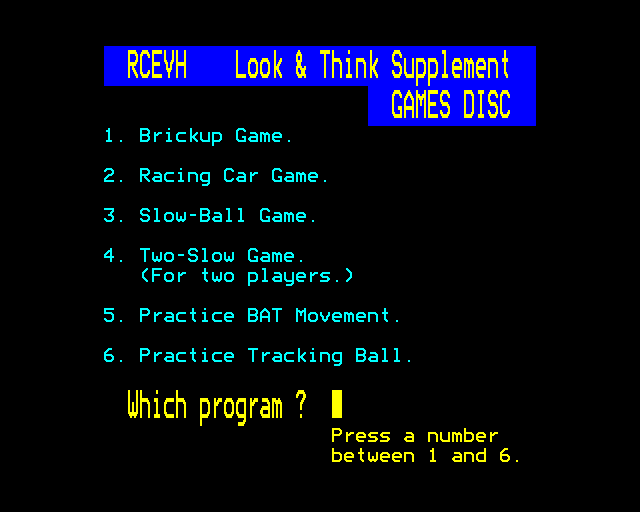 RCEVH Look & Think Supplement
GAMES DISC
1. Brickup Game.
2. Racing Car Game.
3. Slow-Ball Game.
4. Two-Slow Game.
(For two players.)
5. Practice BAT Movement.
6. Practice Tracking Ball.
Which program ?
Press a number
between 1 and 6.